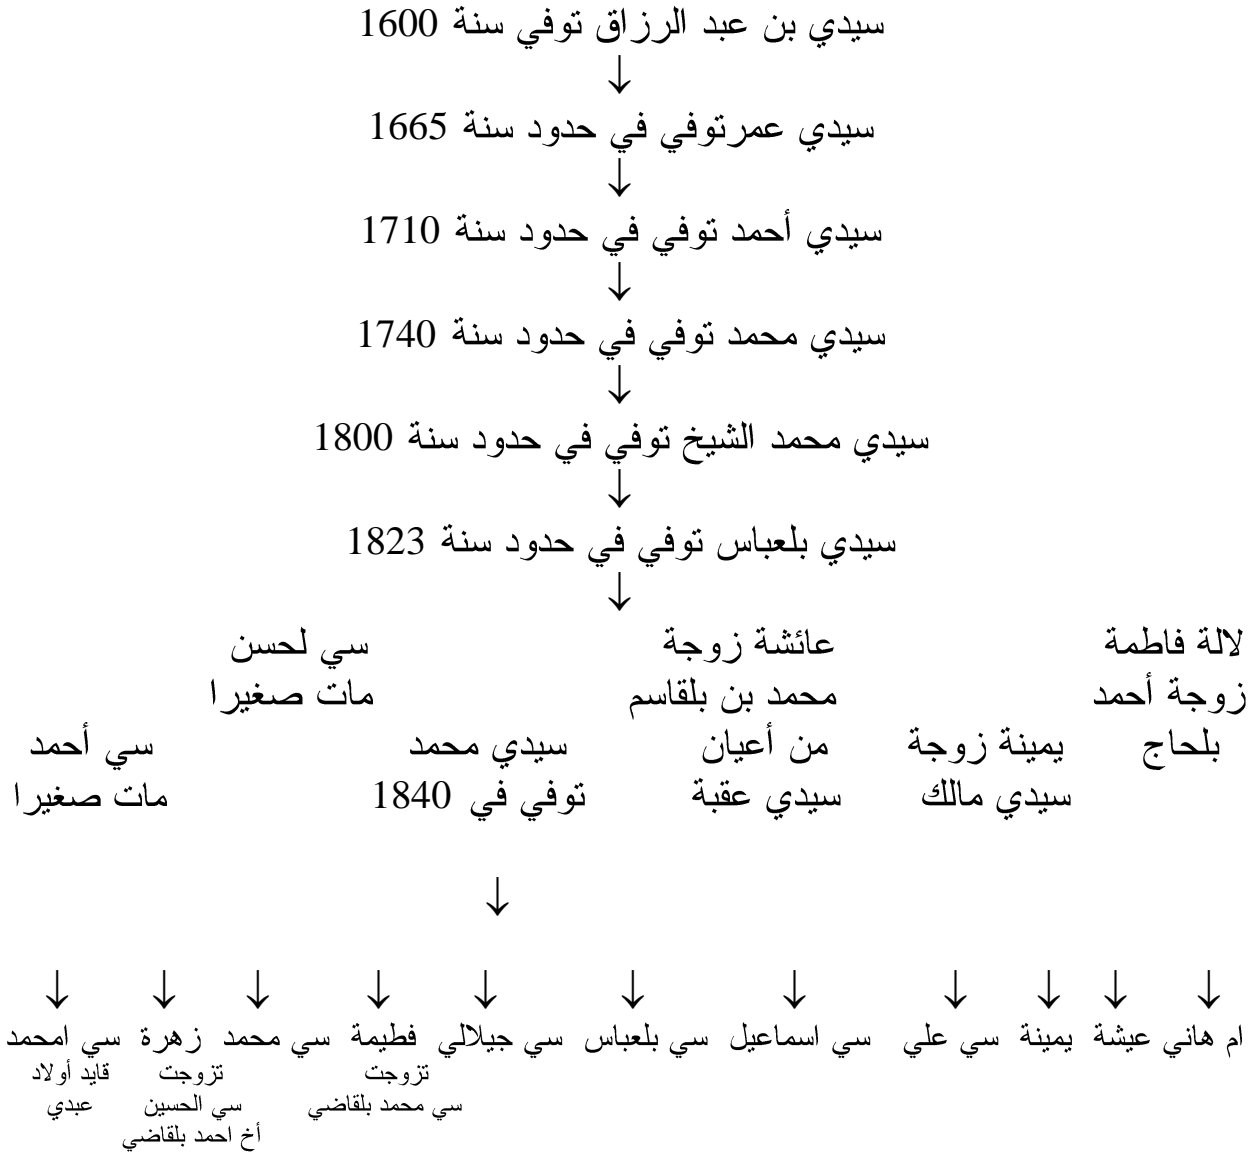 سيدي بن عبد الرزاق توفي سنة 1600
سيدي عمرتوفي في حدود سنة 1665
سيدي أحمد توفي في حدود سنة 1710
سيدي محمد توفي في حدود سنة 1740
سيدي محمد الشيخ توفي في حدود سنة 1800
سيدي بلعباس توفي في حدود سنة 1823
لالة فاطمة
زوجة أحمد
بلحاج
يمينة زوجة
سيدي مالك
عائشة زوجة
محمد بن بلقاسم
من أعيان
سيدي عقبة
سيدي محمد
توفي في 1840
سي لحسن
مات صغيرا
سي أحمد
مات صغيرا
ام هاني
عيشة
يمينة
سي علي
سي اسماعيل
سي بلعباس
سي جيلالي
فطيمة
تزوجت
سي محمد بلقاضي
سي محمد
زهرة
تزوجت
سي الحسين
أخ احمد بلقاضي
سي امحمد
قايد أولاد
عبدي